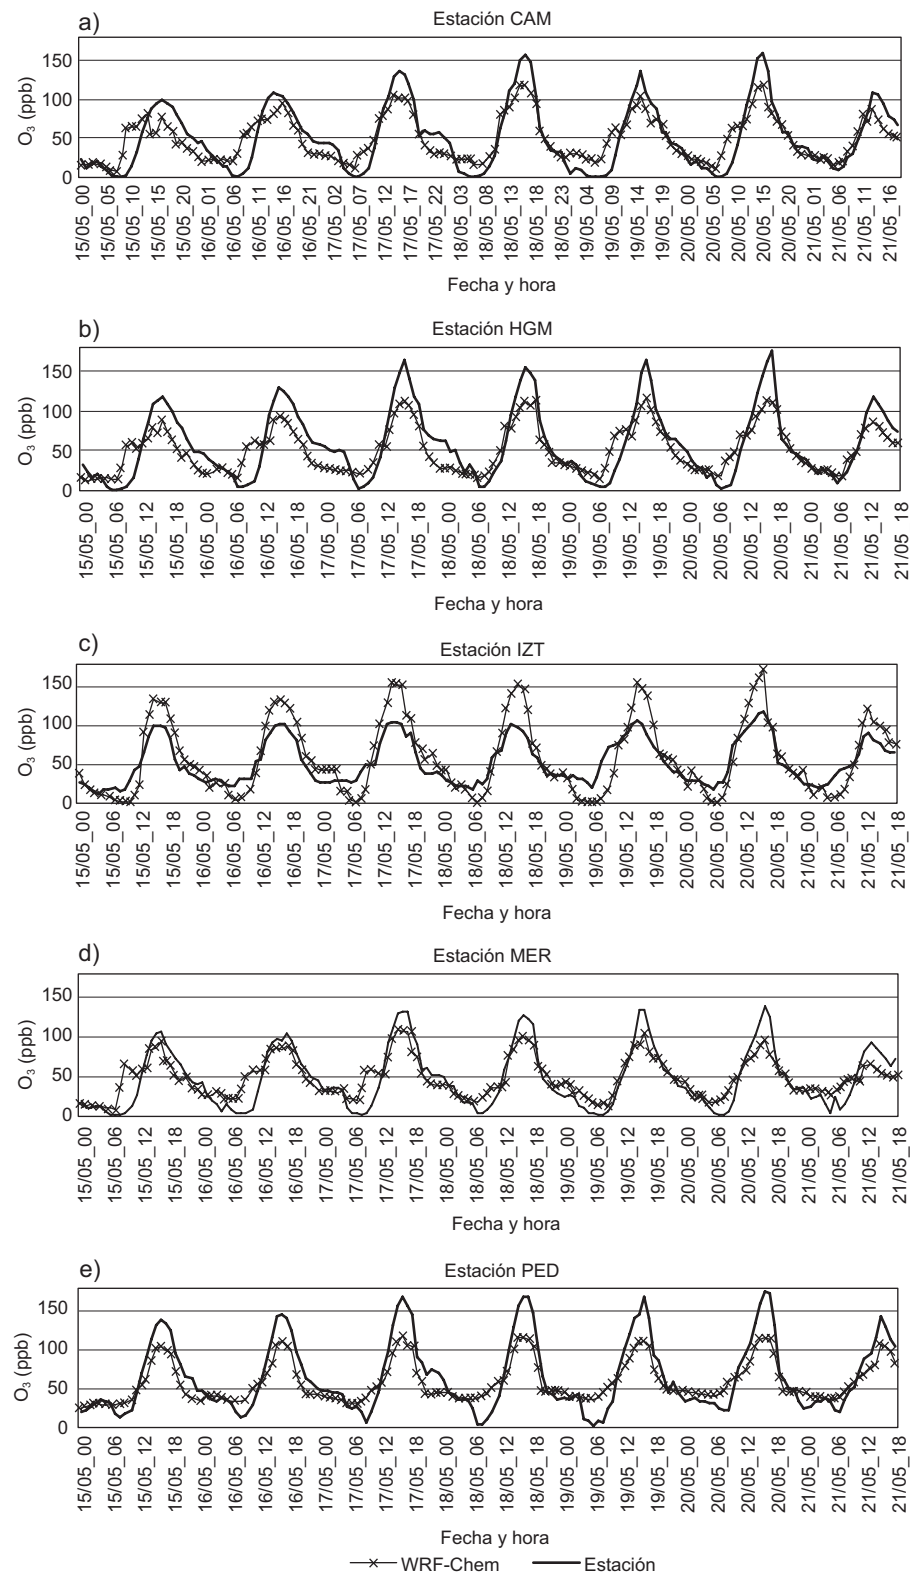 a)
Estación CAM
O₃ (ppb)
150
100
50
0
15/05_00 15/05_05 15/05_10 15/05_15 15/05_20 16/05_01 16/05_06 16/05_11 16/05_16 16/05_21 17/05_02 17/05_07 17/05_12 17/05_17 17/05_22 18/05_03 18/05_08 18/05_13 18/05_18 18/05_23 19/05_04 19/05_09 19/05_14 19/05_19 20/05_00 20/05_05 20/05_10 20/05_15 20/05_20 21/05_01 21/05_06 21/05_11 21/05_16
Fecha y hora
b)
Estación HGM
O₃ (ppb)
150
100
50
0
15/05_00 15/05_06 15/05_12 15/05_18 16/05_00 16/05_06 16/05_12 16/05_18 17/05_00 17/05_06 17/05_12 17/05_18 18/05_00 18/05_06 18/05_12 18/05_18 19/05_00 19/05_06 19/05_12 19/05_18 20/05_00 20/05_06 20/05_12 20/05_18 21/05_00 21/05_06 21/05_12 21/05_18
Fecha y hora
c)
Estación IZT
O₃ (ppb)
150
100
50
0
15/05_00 15/05_06 15/05_12 15/05_18 16/05_00 16/05_06 16/05_12 16/05_18 17/05_00 17/05_06 17/05_12 17/05_18 18/05_00 18/05_06 18/05_12 18/05_18 19/05_00 19/05_06 19/05_12 19/05_18 20/05_00 20/05_06 20/05_12 20/05_18 21/05_00 21/05_06 21/05_12 21/05_18
Fecha y hora
d)
Estación MER
O₃ (ppb)
150
100
50
0
15/05_00 15/05_06 15/05_12 15/05_18 16/05_00 16/05_06 16/05_12 16/05_18 17/05_00 17/05_06 17/05_12 17/05_18 18/05_00 18/05_06 18/05_12 18/05_18 19/05_00 19/05_06 19/05_12 19/05_18 20/05_00 20/05_06 20/05_12 20/05_18 21/05_00 21/05_06 21/05_12 21/05_18
Fecha y hora
e)
Estación PED
O₃ (ppb)
150
100
50
0
15/05_00 15/05_06 15/05_12 15/05_18 16/05_00 16/05_06 16/05_12 16/05_18 17/05_00 17/05_06 17/05_12 17/05_18 18/05_00 18/05_06 18/05_12 18/05_18 19/05_00 19/05_06 19/05_12 19/05_18 20/05_00 20/05_06 20/05_12 20/05_18 21/05_00 21/05_06 21/05_12 21/05_18
Fecha y hora
WRF-Chem Estación